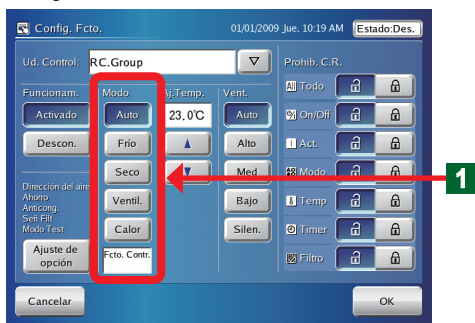 Config. Fcto.
01/01/2009 Jue. 10:19 AM
Estado:Des.
Ud. Control:
RC.Group
Prohib. C.R.
Funcionam.
Modo
Aj.Temp.
Vent.
All Todo
Activado
Auto
23,0℃
Auto
On/Off
Descon.
Frío
Alto
Act.
Seco
Med
Modo
Dirección del aire
Ahorro
Anticong.
Señ Filt
Modo Test
Ventil.
Bajo
Temp
Calor
Silen.
Timer
Ajuste de
opción
Fcto. Contr.
Filtro
Cancelar
OK
1